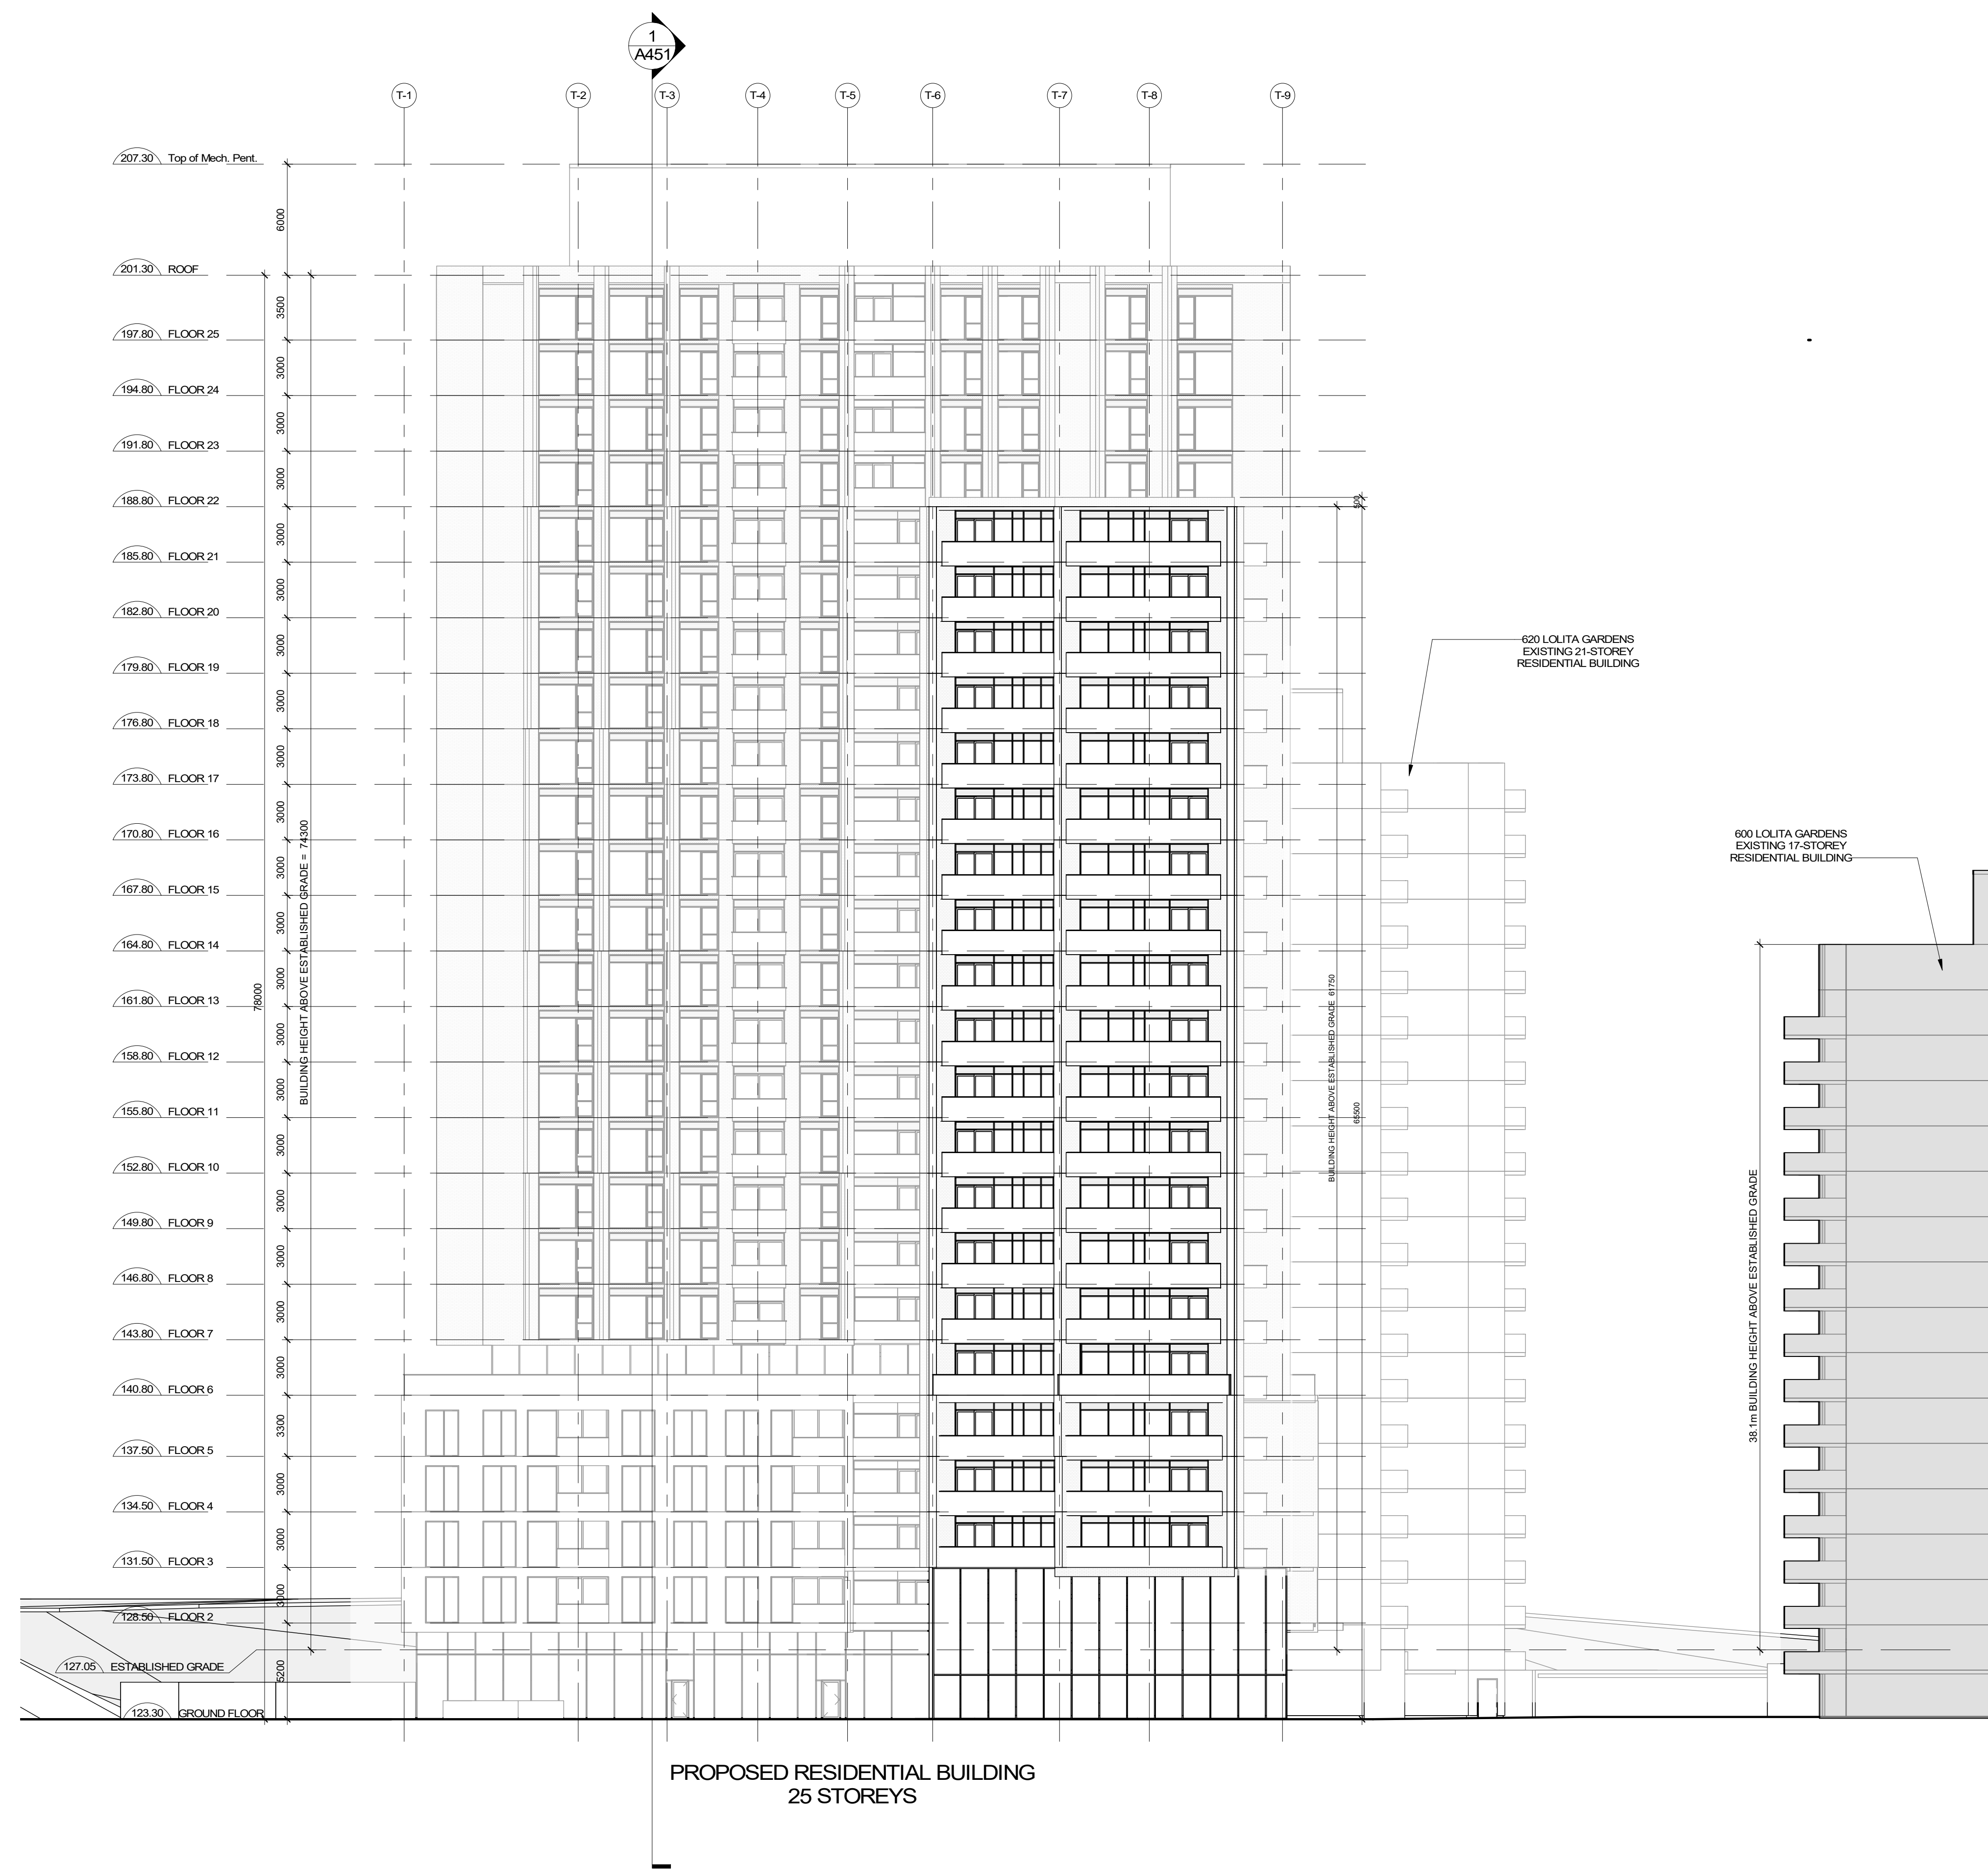 1
A451
T-1 T-2 T-3 T-4 T-5 T-6 T-7 T-8 T-9
207.30 Top of Mech. Pent.
6000
201.30 ROOF
3500
197.80 FLOOR 25
3000
194.80 FLOOR 24
3000
191.80 FLOOR 23
3000
188.80 FLOOR 22
500
3000
185.80 FLOOR 21
3000
182.80 FLOOR 20
3000
179.80 FLOOR 19
3000
176.80 FLOOR 18
3000
173.80 FLOOR 17
3000
170.80 FLOOR 16
3000
167.80 FLOOR 15
3000
164.80 FLOOR 14
3000
161.80 FLOOR 13
3000
158.80 FLOOR 12
3000
155.80 FLOOR 11
3000
152.80 FLOOR 10
3000
149.80 FLOOR 9
3000
146.80 FLOOR 8
3000
143.80 FLOOR 7
3000
140.80 FLOOR 6
3300
137.50 FLOOR 5
3000
134.50 FLOOR 4
3000
131.50 FLOOR 3
3000
128.50 FLOOR 2
5200
127.05 ESTABLISHED GRADE
123.30 GROUND FLOOR
78000
BUILDING HEIGHT ABOVE ESTABLISHED GRADE = 74300
BUILDING HEIGHT ABOVE ESTABLISHED GRADE 61750
65500
620 LOLITA GARDENS
EXISTING 21-STOREY
RESIDENTIAL BUILDING
600 LOLITA GARDENS
EXISTING 17-STOREY
RESIDENTIAL BUILDING
38.1m BUILDING HEIGHT ABOVE ESTABLISHED GRADE
PROPOSED RESIDENTIAL BUILDING
25 STOREYS